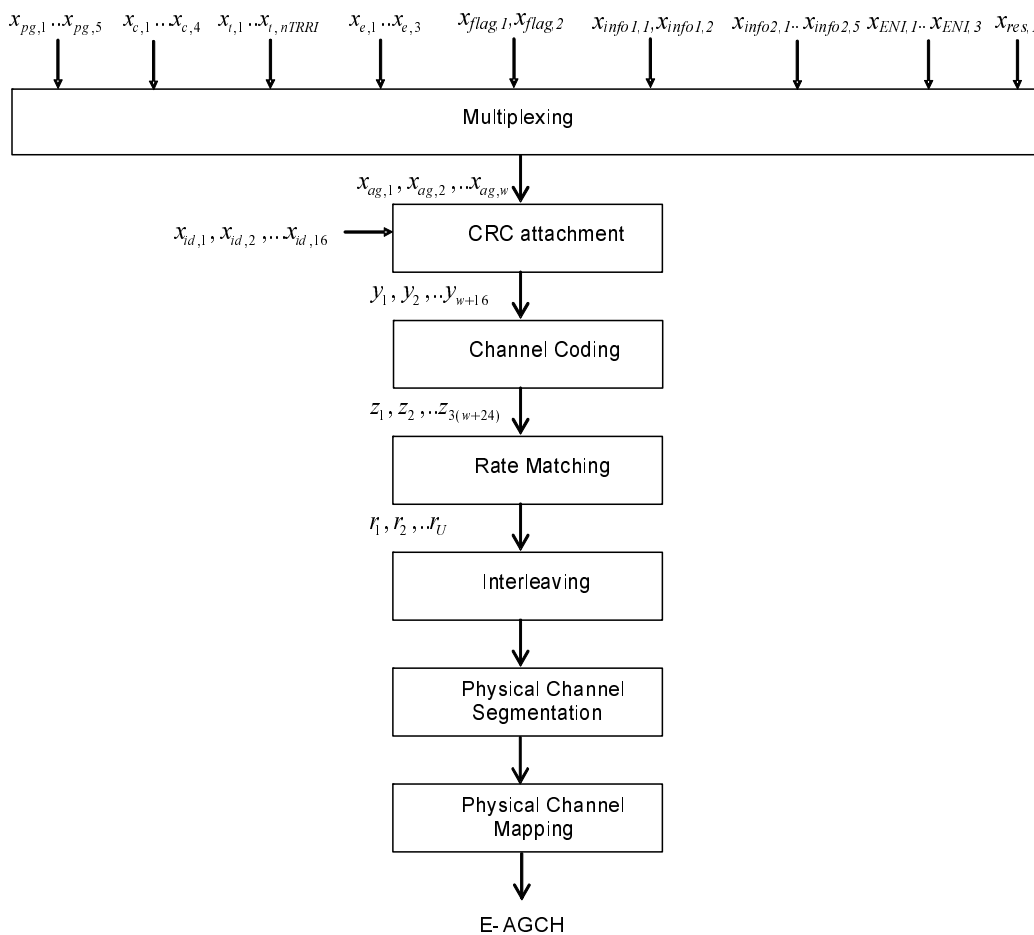 x_{pg,1}..x_{pg,5} x_{c,1}..x_{c,4} x_{t,1}..x_{t,nTRRI} x_{e,1}..x_{e,3} x_{flag,1},x_{flag,2} x_{info1,1},x_{info1,2} x_{info2,1}..x_{info2,5} x_{ENI,1}..x_{ENI,3} x_{res,
Multiplexing
x_{ag,1}, x_{ag,2},..x_{ag,w}
x_{id,1}, x_{id,2},...x_{id,16}
CRC attachment
y_1, y_2,..y_{w+16}
Channel Coding
z_1, z_2,..z_{3(w+24)}
Rate Matching
r_1, r_2,..r_U
Interleaving
Physical Channel
Segmentation
Physical Channel
Mapping
E- AGCH